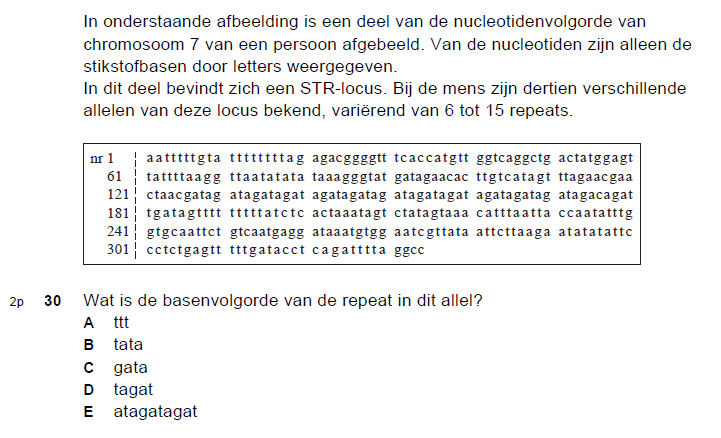 In onderstaande afbeelding is een deel van de nucleotidenvolgorde van
chromosoom 7 van een persoon afgebeeld. Van de nucleotiden zijn alleen de
stikstofbasen door letters weergegeven.
In dit deel bevindt zich een STR-locus. Bij de mens zijn dertien verschillende
allelen van deze locus bekend, variërend van 6 tot 15 repeats.
nr 1 aatttttgta ttttttttag agacggggtt tcaccatgtt ggtcaggctg actatggagt
61 tattttaagg ttaatatata taaagggtat gatagaacac ttgtcatagt ttagaacgaa
121 ctaacgatag atagatagat agatagatag atagatagat agatagatag atagacagat
181 tgatagtttt tttttatctc actaaatagt ctatagtaaa catttaatta ccaatatttg
241 gtgcaattct gtcaatgagg ataaatgtgg aatcgttata attcttaaga atatatattc
301 cctctgagtt tttgatacct cagattttta ggcc
2p 30 Wat is de basenvolgorde van de repeat in dit allel?
A ttt
B tata
C gata
D tagat
E atagatagat